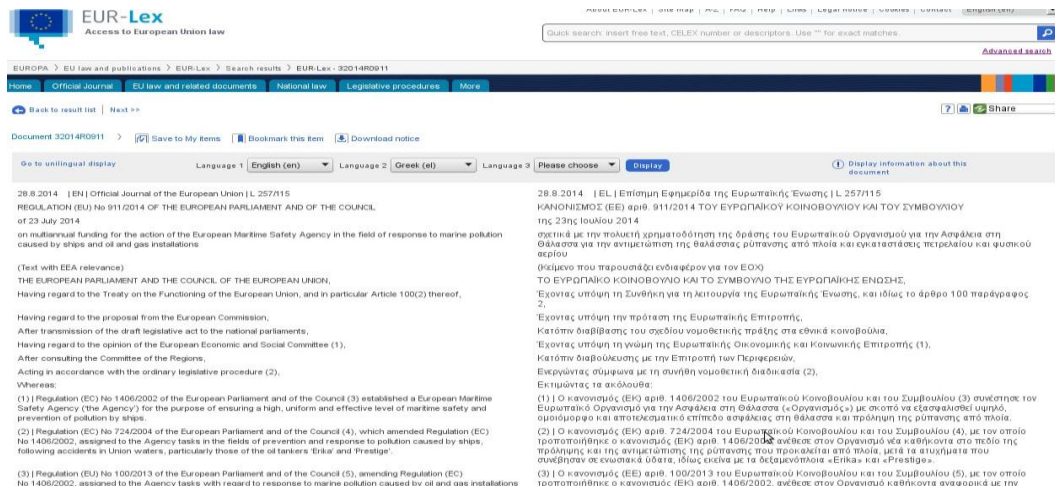 EUR-Lex
Access to European Union law
About EUR-Lex | Site map | A-Z | FAQ | Help | Links | Legal notice | Cookies | Contact English (en)
Quick search: insert free text, CELEX number or descriptors. Use "" for exact matches.
Advanced search
EUROPA > EU law and publications > EUR-Lex > Search results > EUR-Lex - 32014R0911
Home Official Journal EU law and related documents National law Legislative procedures More
Back to result list | Next >>
? Share
Document 32014R0911 > Save to My items Bookmark this item Download notice
Go to unilingual display Language 1 English (en) Language 2 Greek (el) Language 3 Please choose Display Display information about this
document
28.8.2014 | EN | Official Journal of the European Union | L 257/115
REGULATION (EU) No 911/2014 OF THE EUROPEAN PARLIAMENT AND OF THE COUNCIL
of 23 July 2014
on multiannual funding for the action of the European Maritime Safety Agency in the field of response to marine pollution
caused by ships and oil and gas installations
(Text with EEA relevance)
THE EUROPEAN PARLIAMENT AND THE COUNCIL OF THE EUROPEAN UNION,
Having regard to the Treaty on the Functioning of the European Union, and in particular Article 100(2) thereof,
Having regard to the proposal from the European Commission,
After transmission of the draft legislative act to the national parliaments,
Having regard to the opinion of the European Economic and Social Committee (1),
After consulting the Committee of the Regions,
Acting in accordance with the ordinary legislative procedure (2),
Whereas:
(1) | Regulation (EC) No 1406/2002 of the European Parliament and of the Council (3) established a European Maritime
Safety Agency ('the Agency') for the purpose of ensuring a high, uniform and effective level of maritime safety and
prevention of pollution by ships.
(2) | Regulation (EC) No 724/2004 of the European Parliament and of the Council (4), which amended Regulation (EC)
No 1406/2002, assigned to the Agency tasks in the fields of prevention and response to pollution caused by ships,
following accidents in Union waters, particularly those of the oil tankers 'Erika' and 'Prestige'.
(3) | Regulation (EU) No 100/2013 of the European Parliament and of the Council (5), amending Regulation (EC)
No 1406/2002, assigned to the Agency tasks with regard to response to marine pollution caused by oil and gas installations
28.8.2014 | EL | Επίσημη Εφημερίδα της Ευρωπαϊκής Ένωσης | L 257/115
ΚΑΝΟΝΙΣΜΟΣ (ΕΕ) αριθ. 911/2014 ΤΟΥ ΕΥΡΩΠΑΪΚΟΥ ΚΟΙΝΟΒΟΥΛΙΟΥ ΚΑΙ ΤΟΥ ΣΥΜΒΟΥΛΙΟΥ
της 23ης Ιουλίου 2014
σχετικά με την πολυετή χρηματοδότηση της δράσης του Ευρωπαϊκού Οργανισμού για την Ασφάλεια στη
Θάλασσα για την αντιμετώπιση της θαλάσσιας ρύπανσης από πλοία και εγκαταστάσεις πετρελαίου και φυσικού
αερίου
(Κείμενο που παρουσιάζει ενδιαφέρον για τον ΕΟΧ)
ΤΟ ΕΥΡΩΠΑΪΚΟ ΚΟΙΝΟΒΟΥΛΙΟ ΚΑΙ ΤΟ ΣΥΜΒΟΥΛΙΟ ΤΗΣ ΕΥΡΩΠΑΪΚΗΣ ΕΝΩΣΗΣ,
Έχοντας υπόψη τη Συνθήκη για τη λειτουργία της Ευρωπαϊκής Ένωσης, και ιδίως το άρθρο 100 παράγραφος
2,
Έχοντας υπόψη την πρόταση της Ευρωπαϊκής Επιτροπής,
Κατόπιν διαβίβασης του σχεδίου νομοθετικής πράξης στα εθνικά κοινοβούλια,
Έχοντας υπόψη τη γνώμη της Ευρωπαϊκής Οικονομικής και Κοινωνικής Επιτροπής (1),
Κατόπιν διαβούλευσης με την Επιτροπή των Περιφερειών,
Ενεργώντας σύμφωνα με τη συνήθη νομοθετική διαδικασία (2),
Εκτιμώντας τα ακόλουθα:
(1) | Ο κανονισμός (ΕΚ) αριθ. 1406/2002 του Ευρωπαϊκού Κοινοβουλίου και του Συμβουλίου (3) συνέστησε τον
Ευρωπαϊκό Οργανισμό για την Ασφάλεια στη Θάλασσα («Οργανισμός») με σκοπό να εξασφαλισθεί υψηλό,
ομοιόμορφο και αποτελεσματικό επίπεδο ασφάλειας στη θάλασσα και πρόληψη της ρύπανσης από πλοία.
(2) | Ο κανονισμός (ΕΚ) αριθ. 724/2004 του Ευρωπαϊκού Κοινοβουλίου και του Συμβουλίου (4), με τον οποίο
τροποποιήθηκε ο κανονισμός (ΕΚ) αριθ. 1406/2002, ανέθεσε στον Οργανισμό νέα καθήκοντα στο πεδίο της
πρόληψης και της αντιμετώπισης της ρύπανσης που προκαλείται από πλοία, μετά τα ατυχήματα που
συνέβησαν σε ενωσιακά ύδατα, ιδίως εκείνα με τα δεξαμενόπλοια «Erika» και «Prestige».
(3) | Ο κανονισμός (ΕΕ) αριθ. 100/2013 του Ευρωπαϊκού Κοινοβουλίου και του Συμβουλίου (5), με τον οποίο
τροποποιήθηκε ο κανονισμός (ΕΚ) αριθ. 1406/2002, ανέθεσε στον Οργανισμό καθήκοντα αναφορικά με την